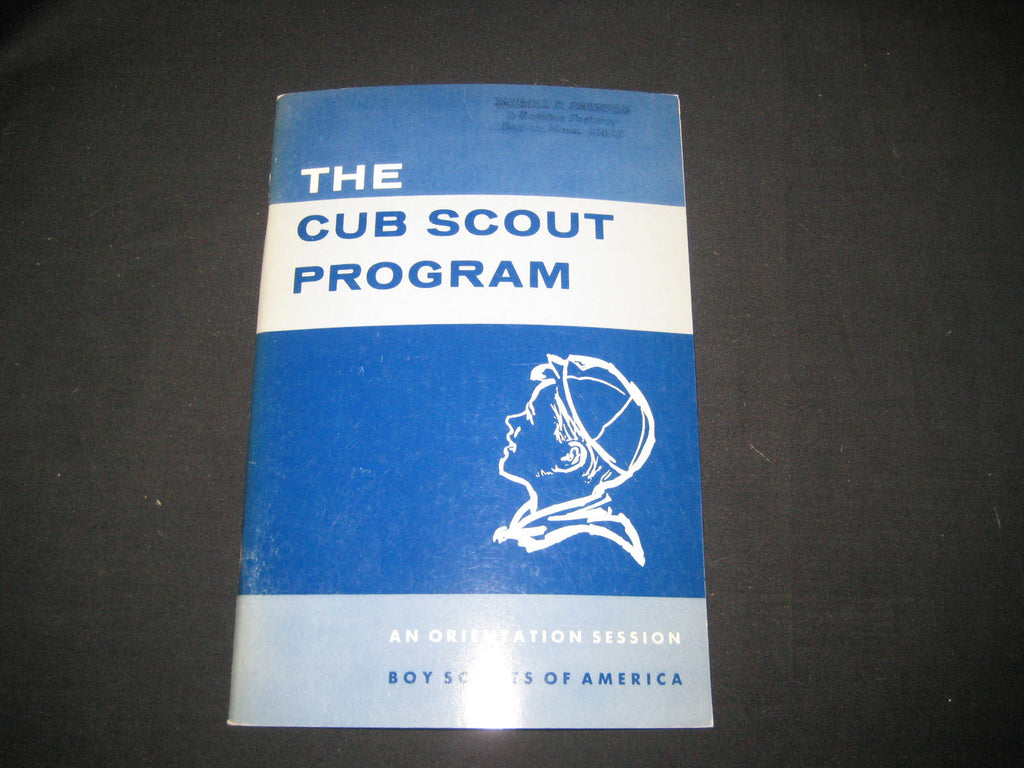 THE
CUB SCOUT
PROGRAM
AN ORIENTATION SESSION
BOY SCOUTS OF AMERICA